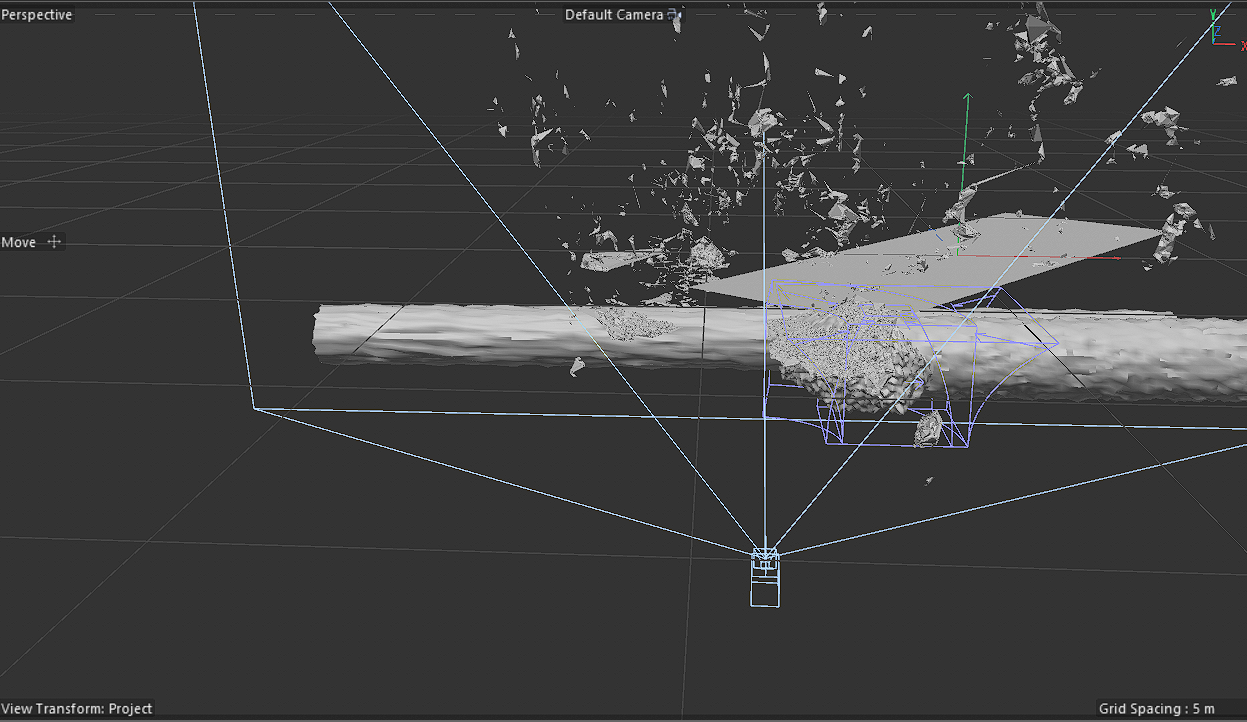 Perspective
Default Camera
Y
Z
X
Move
View Transform: Project
Grid Spacing : 5 m